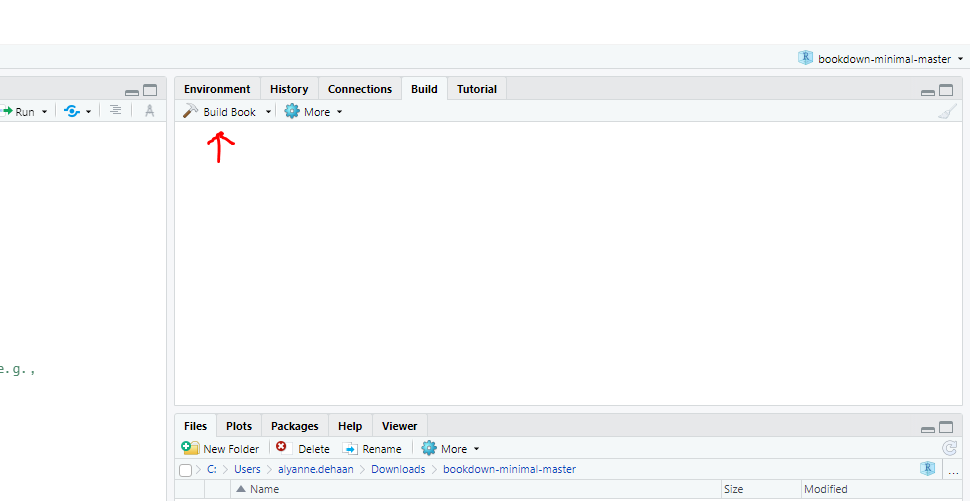 bookdown-minimal-master
Environment History Connections Build Tutorial
Run Build Book More
e.g.,
Files Plots Packages Help Viewer
New Folder Delete Rename More
C: Users alyanne.dehaan Downloads bookdown-minimal-master R ...
Name Size Modified